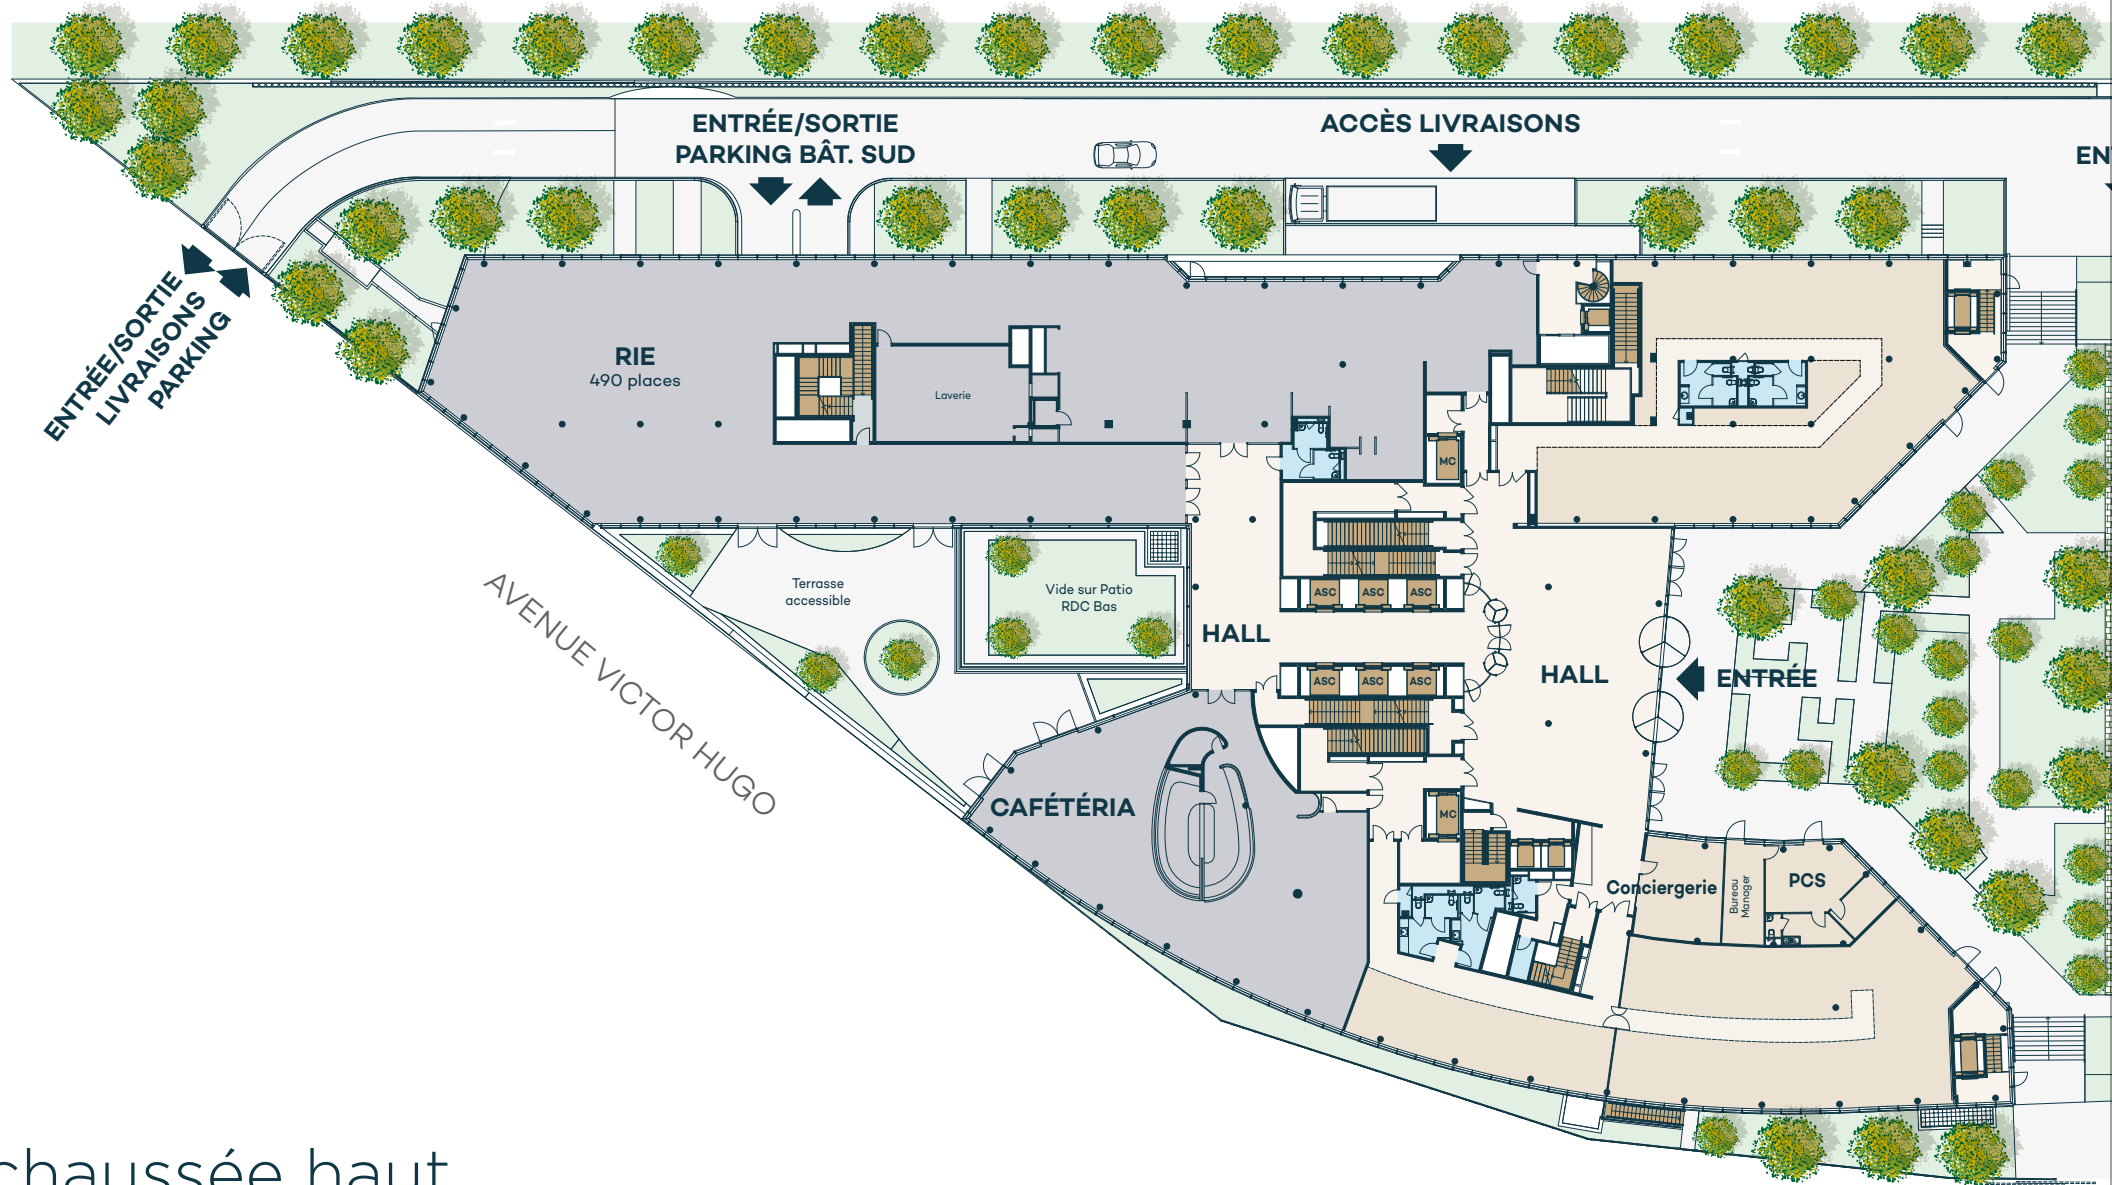 ENTRÉE/SORTIE
PARKING BÂT. SUD
ACCÈS LIVRAISONS
ENTRÉE/SORTIE
LIVRAISONS
PARKING
RIE
490 places
Laverie
MC
Terrasse
accessible
Vide sur Patio
RDC Bas
ASC
ASC
ASC
HALL
HALL
ENTRÉE
ASC
ASC
ASC
AVENUE VICTOR HUGO
CAFÉTÉRIA
MC
Conciergerie
Bureau
Manager
PCS
chaussée haut